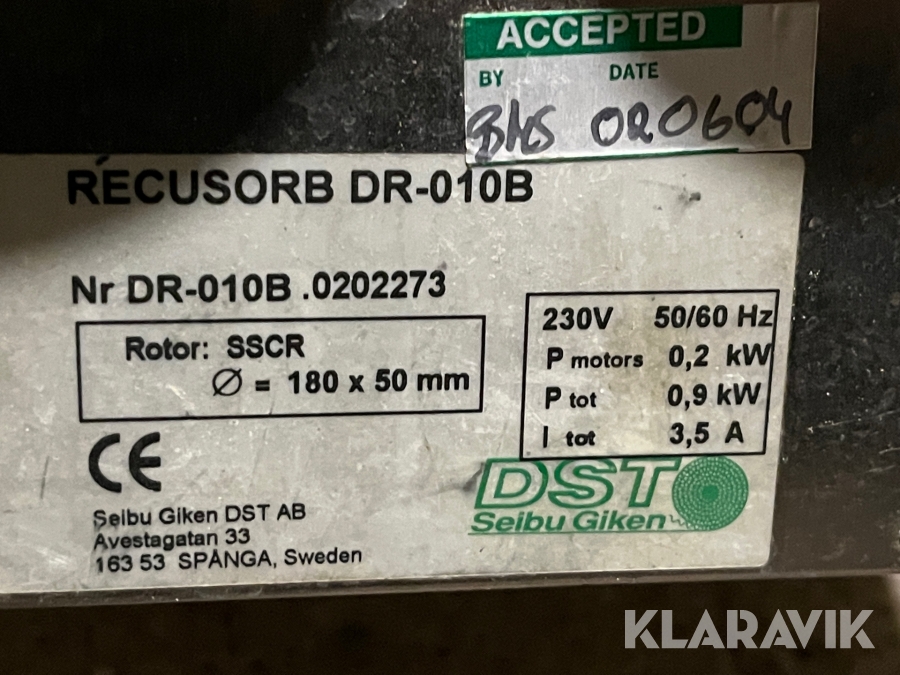 ACCEPTED
BY DATE
020604
RECUSORB DR-010B
Nr DR-010B .0202273
Rotor: SSCR
Ø = 180 x 50 mm
230V 50/60 Hz
P motors 0,2 kW
P tot 0,9 kW
I tot 3,5 A
CE
DST
Seibu Giken
Seibu Giken DST AB
Avestagatan 33
163 53 SPÅNGA, Sweden
KLARAVIK